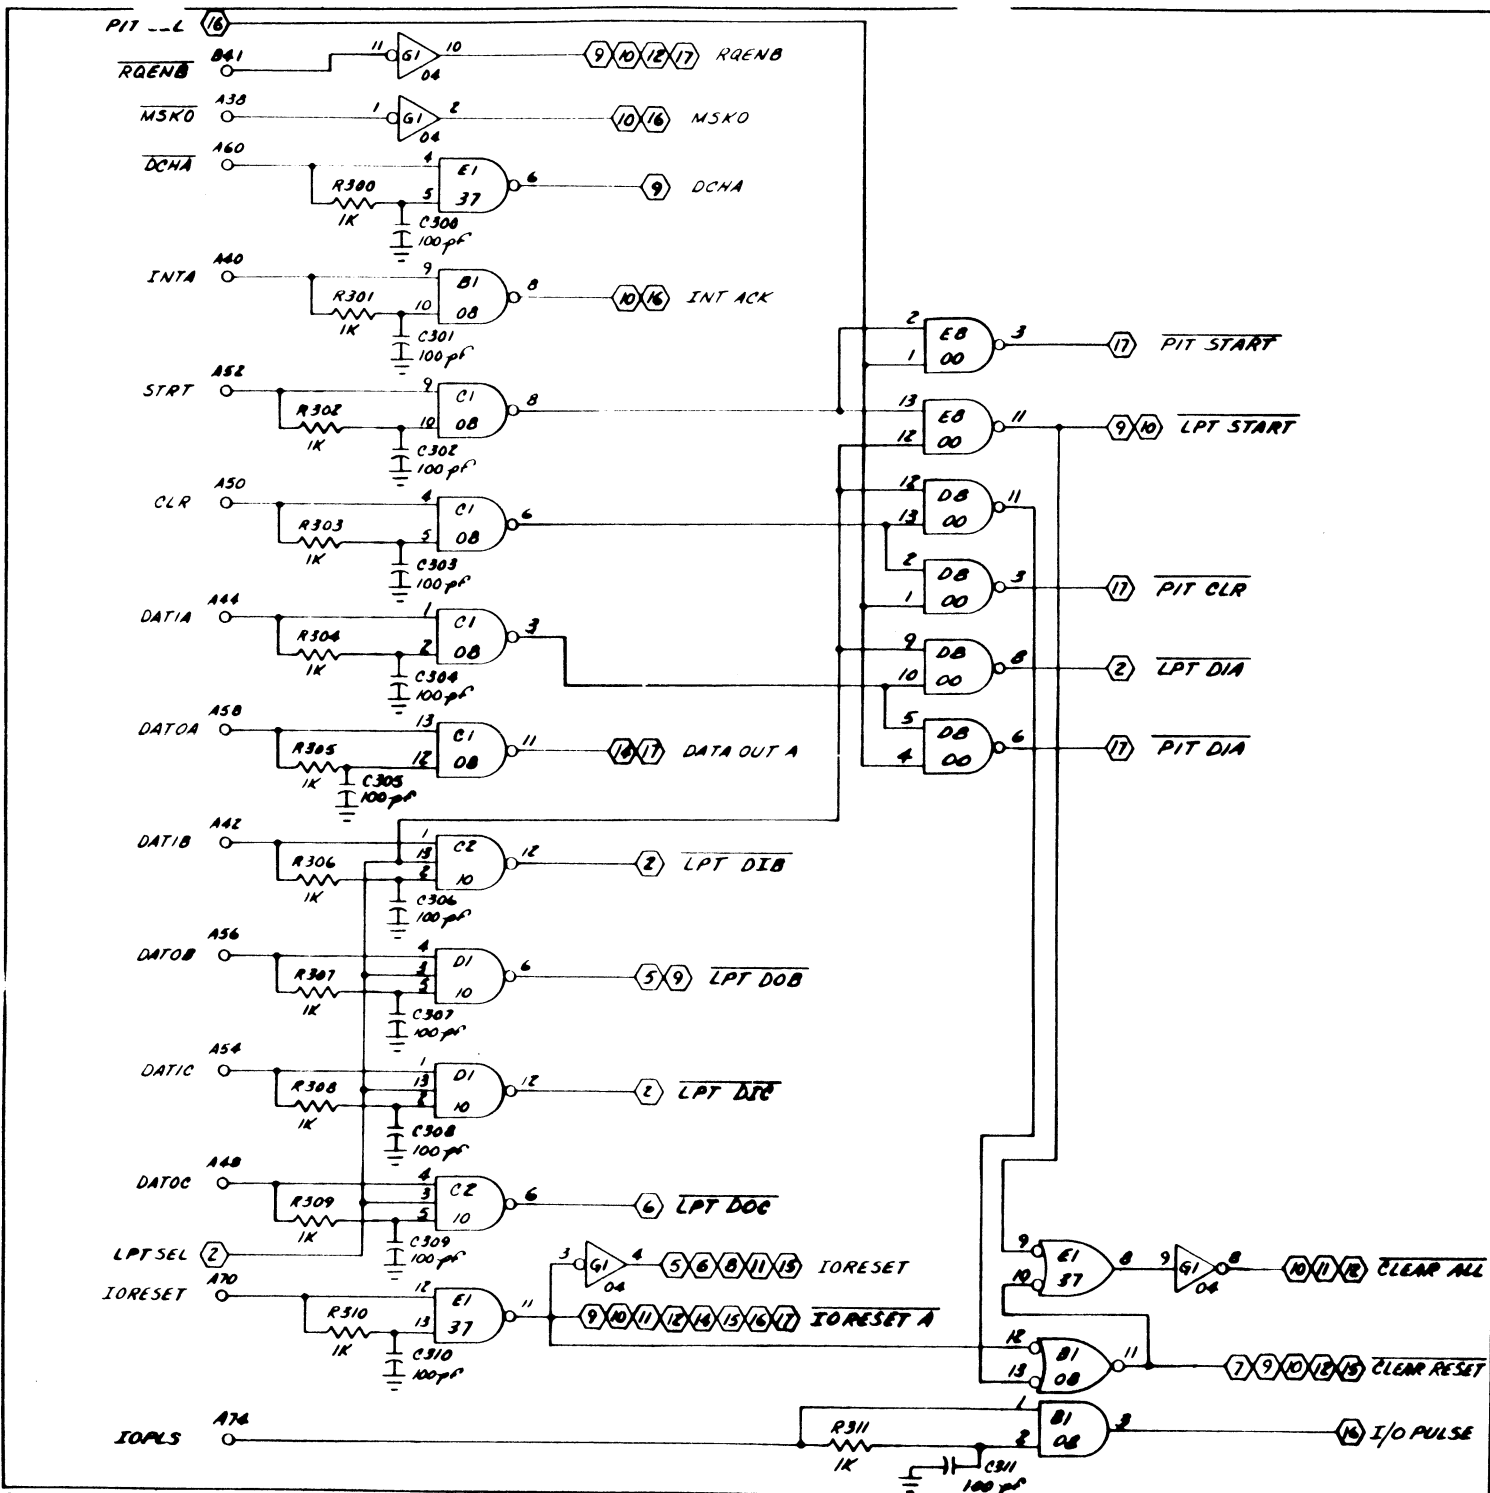 PIT --L 16
RQENB B41 11 G1 10 04 9 10 12 17 RQENB
MSKO A38 1 G1 2 04 10 16 MSKO
DCHA A60 4 E1 6 9 DCHA
R300 5 37
1K C300
100pf
INTA A40 9 B1 8 10 16 INT ACK
R301 10 08
1K C301
100pf
2 E8 3 17 PIT START
1 00
STRT A52 9 C1 8
R302 10 08
1K C302
100pf
13 E8 11 9 10 LPT START
12 00
CLR A50 4 C1 6
R303 5 08
1K C303
100pf
12 D8 11
13 00
2 D8 3 17 PIT CLR
1 00
DATIA A44 1 C1 3
R304 2 08
1K C304
100pf
9 D8 8 2 LPT DIA
10 00
DATOA A58 13 C1 11 16 17 DATA OUT A
R305 12 08
1K C305
100pf
5 D8 6 17 PIT DIA
4 00
DATIB A42 1 C2 12 2 LPT DIB
13
R306 2 10
1K C306
100pf
DATOB A56 4 D1 6 5 9 LPT DOB
3
R307 5 10
1K C307
100pf
DATIC A54 1 D1 12 2 LPT DIC
13
R308 2 10
1K C308
100pf
DATOC A48 4 C2 6 6 LPT DOC
3
R309 5 10
1K C309
100pf
LPT SEL 2
3 G1 4 04 5 6 8 11 15 IORESET
IORESET A70 12 E1 11 9 10 11 12 14 15 16 17 IORESET A
R310 13 37
1K C310
100pf
9 E1 8 9 G1 8 04 10 11 12 CLEAR ALL
10 37
12 B1 11 7 9 10 12 15 CLEAR RESET
13 08
IOPLS A74 1 B1 3 16 I/O PULSE
R311 2 08
1K C311
100pf